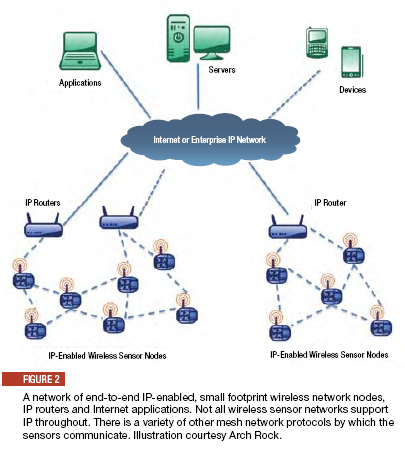 Applications
Servers
Devices
Internet or Enterprise IP Network
IP Routers
IP Router
IP-Enabled Wireless Sensor Nodes
IP-Enabled Wireless Sensor Nodes
FIGURE 2
A network of end-to-end IP-enabled, small footprint wireless network nodes,
IP routers and Internet applications. Not all wireless sensor networks support
IP throughout. There is a variety of other mesh network protocols by which the
sensors communicate. Illustration courtesy Arch Rock.